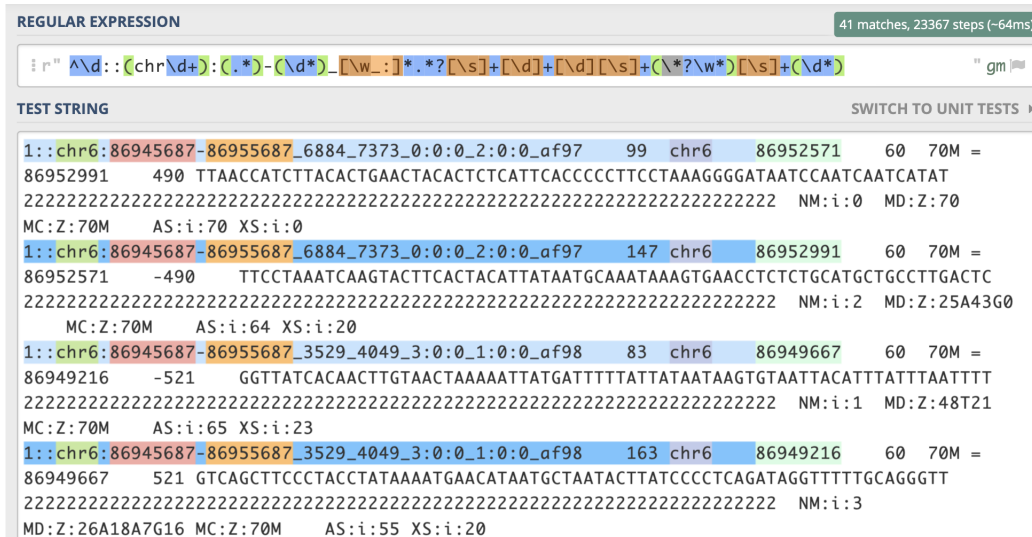 REGULAR EXPRESSION
41 matches, 23367 steps (~64ms)
r" ^\d::(chr\d+):(.*)-(\d*)_[\w_:]*.*?[\s]+[\d]+[\d][\s]+(\*?\w*)[\s]+(\d*) " gm
TEST STRING
SWITCH TO UNIT TESTS
1::chr6:86945687-86955687_6884_7373_0:0:0_2:0:0_af97 99 chr6 86952571 60 70M =
86952991 490 TTAACCATCTTACACTGAACTACACTCTCATTCACCCCCTTCCTAAAGGGGATAATCCAATCAATCATAT
2222222222222222222222222222222222222222222222222222222222222222222222 NM:i:0 MD:Z:70
MC:Z:70M AS:i:70 XS:i:0
1::chr6:86945687-86955687_6884_7373_0:0:0_2:0:0_af97 147 chr6 86952991 60 70M =
86952571 -490 TTCCTAAATCAAGTACTTCACTACATTATAATGCAAATAAAGTGAACCTCTCTGCATGCTGCCTTGACTC
2222222222222222222222222222222222222222222222222222222222222222222222 NM:i:2 MD:Z:25A43G0
MC:Z:70M AS:i:64 XS:i:20
1::chr6:86945687-86955687_3529_4049_3:0:0_1:0:0_af98 83 chr6 86949667 60 70M =
86949216 -521 GGTTATCACAACTTGTAACTAAAAATTATGATTTTTATTATAATAAGTGTAATTACATTTATTTAATTTT
2222222222222222222222222222222222222222222222222222222222222222222222 NM:i:1 MD:Z:48T21
MC:Z:70M AS:i:65 XS:i:23
1::chr6:86945687-86955687_3529_4049_3:0:0_1:0:0_af98 163 chr6 86949216 60 70M =
86949667 521 GTCAGCTTCCCTACCTATAAAATGAACATAATGCTAATACTTATCCCCTCAGATAGGTTTTTGCAGGGTT
2222222222222222222222222222222222222222222222222222222222222222222222 NM:i:3
MD:Z:26A18A7G16 MC:Z:70M AS:i:55 XS:i:20